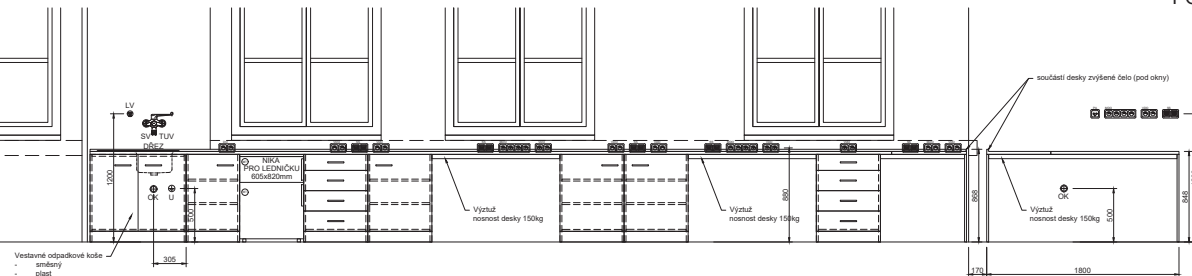 součástí desky zvýšené čelo (pod okny)
LV
SV TUV
DŘEZ
NIKA
PRO LEDNIČKU
605x820mm
1200
OK U
500
Výztuž
nosnost desky 150kg
Výztuž
nosnost desky 150kg
880
868
OK
Výztuž
nosnost desky 150kg
500
848
Vestavné odpadkové koše
- směsný
- plast
305
170
1800